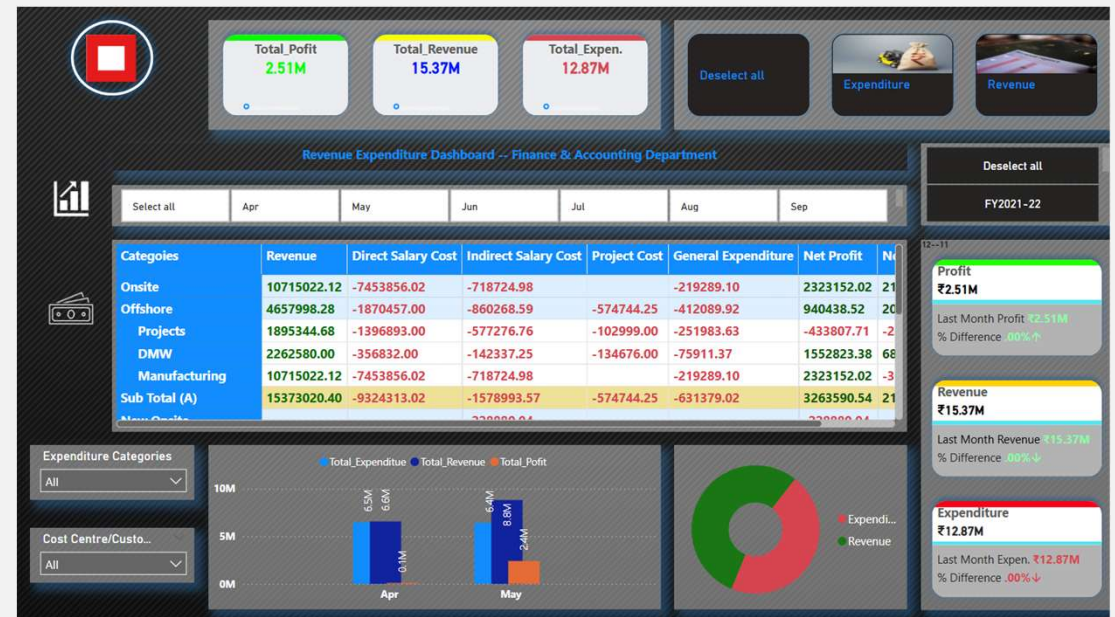 Total_Pofit
2.51M
Total_Revenue
15.37M
Total_Expen.
12.87M
Deselect all
Expenditure
Revenue
Revenue Expenditure Dashboard -- Finance & Accounting Department
Deselect all
FY2021-22
Select all Apr May Jun Jul Aug Sep
Categoies Revenue Direct Salary Cost Indirect Salary Cost Project Cost General Expenditure Net Profit
Onsite 10715022.12 -7453856.02 -718724.98 -219289.10 2323152.02 21
Offshore 4657998.28 -1870457.00 -860268.59 -574744.25 -412089.92 940438.52 20
Projects 1895344.68 -1396893.00 -577276.76 -102999.00 -251983.63 -433807.71 -2
DMW 2262580.00 -356832.00 -142337.25 -134676.00 -75911.37 1552823.38 68
Manufacturing 10715022.12 -7453856.02 -718724.98 -219289.10 2323152.02 -3
Sub Total (A) 15373020.40 -9324313.02 -1578993.57 -574744.25 -631379.02 3263590.54 21
12--11
Profit
₹2.51M
Last Month Profit ₹2.51M
% Difference .00%↑
Revenue
₹15.37M
Last Month Revenue ₹15.37M
% Difference .00%↓
Expenditure
₹12.87M
Last Month Expen. ₹12.87M
% Difference .00%↓
Expenditure Categories
All
Cost Centre/Custo...
All
Total_Expenditue Total_Revenue Total_Pofit
10M
5M
0M
6.5M
6.6M
0.1M
6.4M
8.8M
2.4M
Apr
May
Expendi...
Revenue